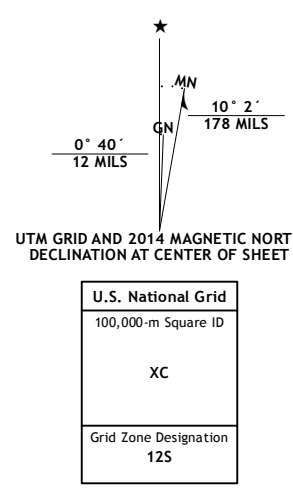 MN
10° 2´
178 MILS
GN
0° 40´
12 MILS
UTM GRID AND 2014 MAGNETIC NORT
DECLINATION AT CENTER OF SHEET
U.S. National Grid
100,000-m Square ID
XC
Grid Zone Designation
12S